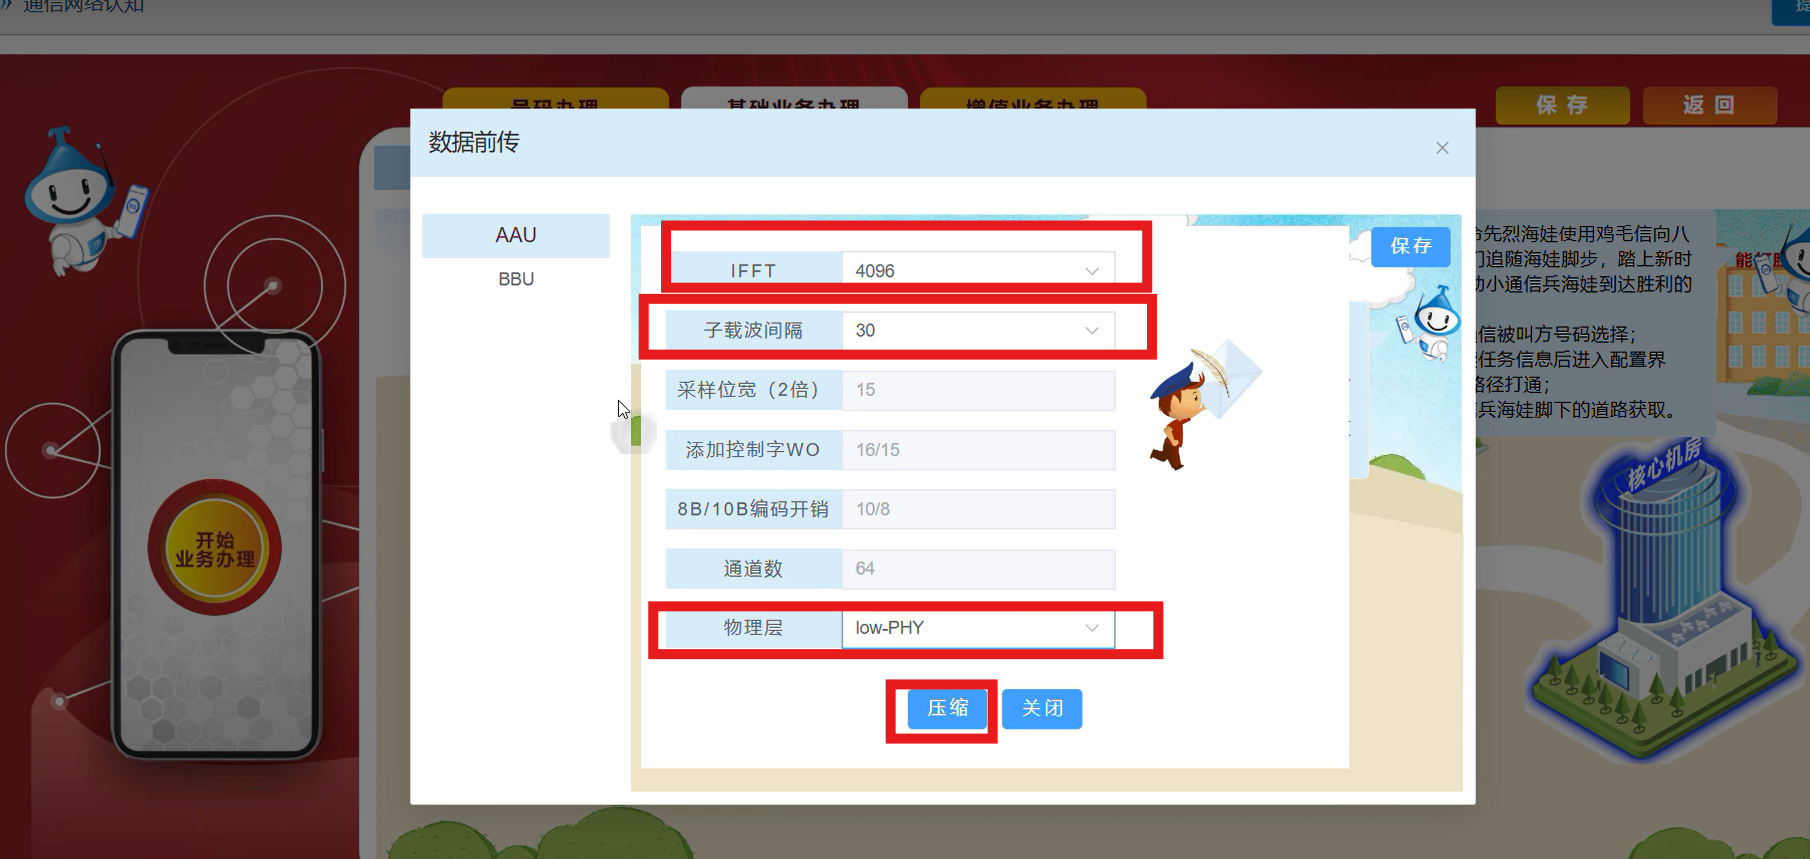 » 通信网络认知
提
号码办理
基础业务办理
增值业务办理
保 存
返 回
数据前传
AAU
BBU
保存
IFFT
4096
子载波间隔
30
采样位宽（2倍）
15
添加控制字WO
16/15
8B/10B编码开销
10/8
通道数
64
物理层
low-PHY
压缩
关闭
先烈海娃使用鸡毛信向八
们追随海娃脚步，踏上新时
动小通信兵海娃到达胜利的
信被叫方号码选择；
任务信息后进入配置界
路径打通；
兵海娃脚下的道路获取。
能
胜
核心机房
开始
业务办理